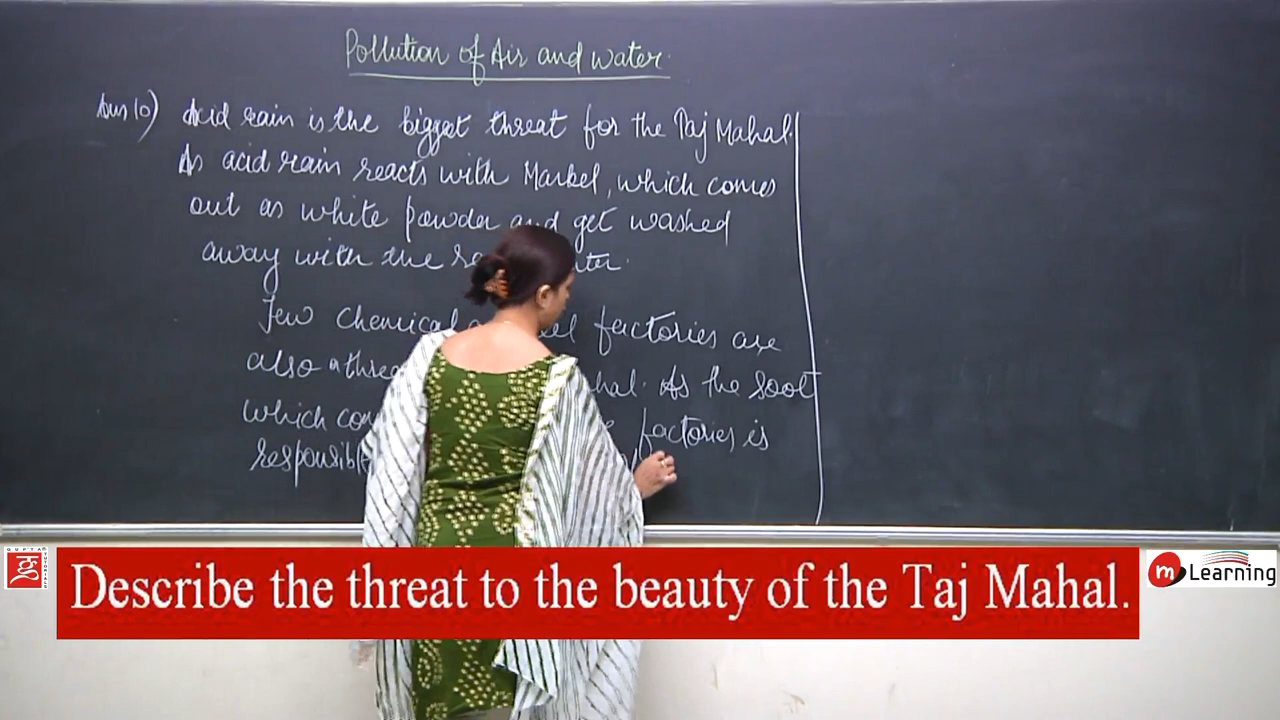 Pollution of Air and water.
Ans 10) Acid rain is the biggest threat for the Taj Mahal.
As acid rain reacts with Marbel, which comes
out as white powder and get washed
away with the
Few chemical factories are
also a As the soot
which factories is
GUPTA TUTORIALS
Describe the threat to the beauty of the Taj Mahal.
m Learning